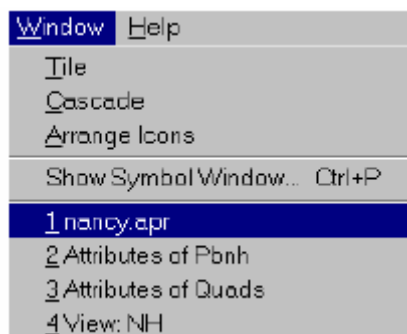 Window Help
Tile
Cascade
Arrange Icons
Show Symbol Window... Ctrl+P
1 nancy.apr
2 Attributes of Pbnh
3 Attributes of Quads
4 View: NH